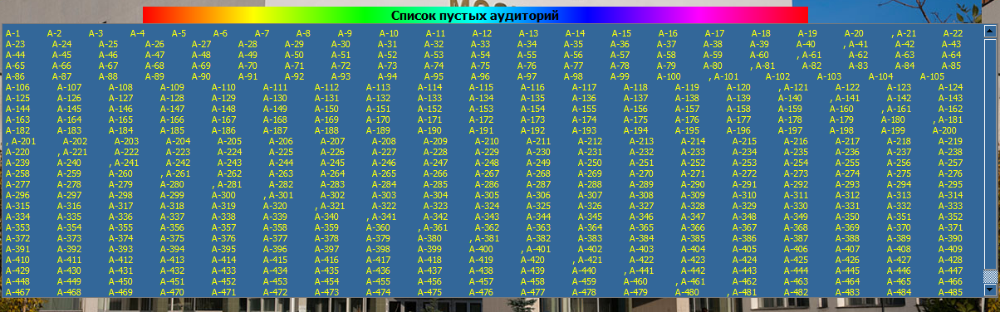 Список пустых аудиторий
А-1 А-2 А-3 А-4 А-5 А-6 А-7 А-8 А-9 А-10 А-11 А-12 А-13 А-14 А-15 А-16 А-17 А-18 А-19 А-20 , А-21 А-22
А-23 А-24 А-25 А-26 А-27 А-28 А-29 А-30 А-31 А-32 А-33 А-34 А-35 А-36 А-37 А-38 А-39 А-40 , А-41 А-42 А-43
А-44 А-45 А-46 А-47 А-48 А-49 А-50 А-51 А-52 А-53 А-54 А-55 А-56 А-57 А-58 А-59 А-60 , А-61 А-62 А-63 А-64
А-65 А-66 А-67 А-68 А-69 А-70 А-71 А-72 А-73 А-74 А-75 А-76 А-77 А-78 А-79 А-80 , А-81 А-82 А-83 А-84 А-85
А-86 А-87 А-88 А-89 А-90 А-91 А-92 А-93 А-94 А-95 А-96 А-97 А-98 А-99 А-100 , А-101 А-102 А-103 А-104 А-105
А-106 А-107 А-108 А-109 А-110 А-111 А-112 А-113 А-114 А-115 А-116 А-117 А-118 А-119 А-120 , А-121 А-122 А-123 А-124
А-125 А-126 А-127 А-128 А-129 А-130 А-131 А-132 А-133 А-134 А-135 А-136 А-137 А-138 А-139 А-140 , А-141 А-142 А-143
А-144 А-145 А-146 А-147 А-148 А-149 А-150 А-151 А-152 А-153 А-154 А-155 А-156 А-157 А-158 А-159 А-160 , А-161 А-162
А-163 А-164 А-165 А-166 А-167 А-168 А-169 А-170 А-171 А-172 А-173 А-174 А-175 А-176 А-177 А-178 А-179 А-180 , А-181
А-182 А-183 А-184 А-185 А-186 А-187 А-188 А-189 А-190 А-191 А-192 А-193 А-194 А-195 А-196 А-197 А-198 А-199 А-200
, А-201 А-202 А-203 А-204 А-205 А-206 А-207 А-208 А-209 А-210 А-211 А-212 А-213 А-214 А-215 А-216 А-217 А-218 А-219
А-220 , А-221 А-222 А-223 А-224 А-225 А-226 А-227 А-228 А-229 А-230 А-231 А-232 А-233 А-234 А-235 А-236 А-237 А-238
А-239 А-240 , А-241 А-242 А-243 А-244 А-245 А-246 А-247 А-248 А-249 А-250 А-251 А-252 А-253 А-254 А-255 А-256 А-257
А-258 А-259 А-260 , А-261 А-262 А-263 А-264 А-265 А-266 А-267 А-268 А-269 А-270 А-271 А-272 А-273 А-274 А-275 А-276
А-277 А-278 А-279 А-280 , А-281 А-282 А-283 А-284 А-285 А-286 А-287 А-288 А-289 А-290 А-291 А-292 А-293 А-294 А-295
А-296 А-297 А-298 А-299 А-300 , А-301 А-302 А-303 А-304 А-305 А-306 А-307 А-308 А-309 А-310 А-311 А-312 А-313 А-314
А-315 А-316 А-317 А-318 А-319 А-320 , А-321 А-322 А-323 А-324 А-325 А-326 А-327 А-328 А-329 А-330 А-331 А-332 А-333
А-334 А-335 А-336 А-337 А-338 А-339 А-340 , А-341 А-342 А-343 А-344 А-345 А-346 А-347 А-348 А-349 А-350 А-351 А-352
А-353 А-354 А-355 А-356 А-357 А-358 А-359 А-360 , А-361 А-362 А-363 А-364 А-365 А-366 А-367 А-368 А-369 А-370 А-371
А-372 А-373 А-374 А-375 А-376 А-377 А-378 А-379 А-380 , А-381 А-382 А-383 А-384 А-385 А-386 А-387 А-388 А-389 А-390
А-391 А-392 А-393 А-394 А-395 А-396 А-397 А-398 А-399 А-400 , А-401 А-402 А-403 А-404 А-405 А-406 А-407 А-408 А-409
А-410 А-411 А-412 А-413 А-414 А-415 А-416 А-417 А-418 А-419 А-420 , А-421 А-422 А-423 А-424 А-425 А-426 А-427 А-428
А-429 А-430 А-431 А-432 А-433 А-434 А-435 А-436 А-437 А-438 А-439 А-440 , А-441 А-442 А-443 А-444 А-445 А-446 А-447
А-448 А-449 А-450 А-451 А-452 А-453 А-454 А-455 А-456 А-457 А-458 А-459 А-460 , А-461 А-462 А-463 А-464 А-465 А-466
А-467 А-468 А-469 А-470 А-471 А-472 А-473 А-474 А-475 А-476 А-477 А-478 А-479 А-480 , А-481 А-482 А-483 А-484 А-485